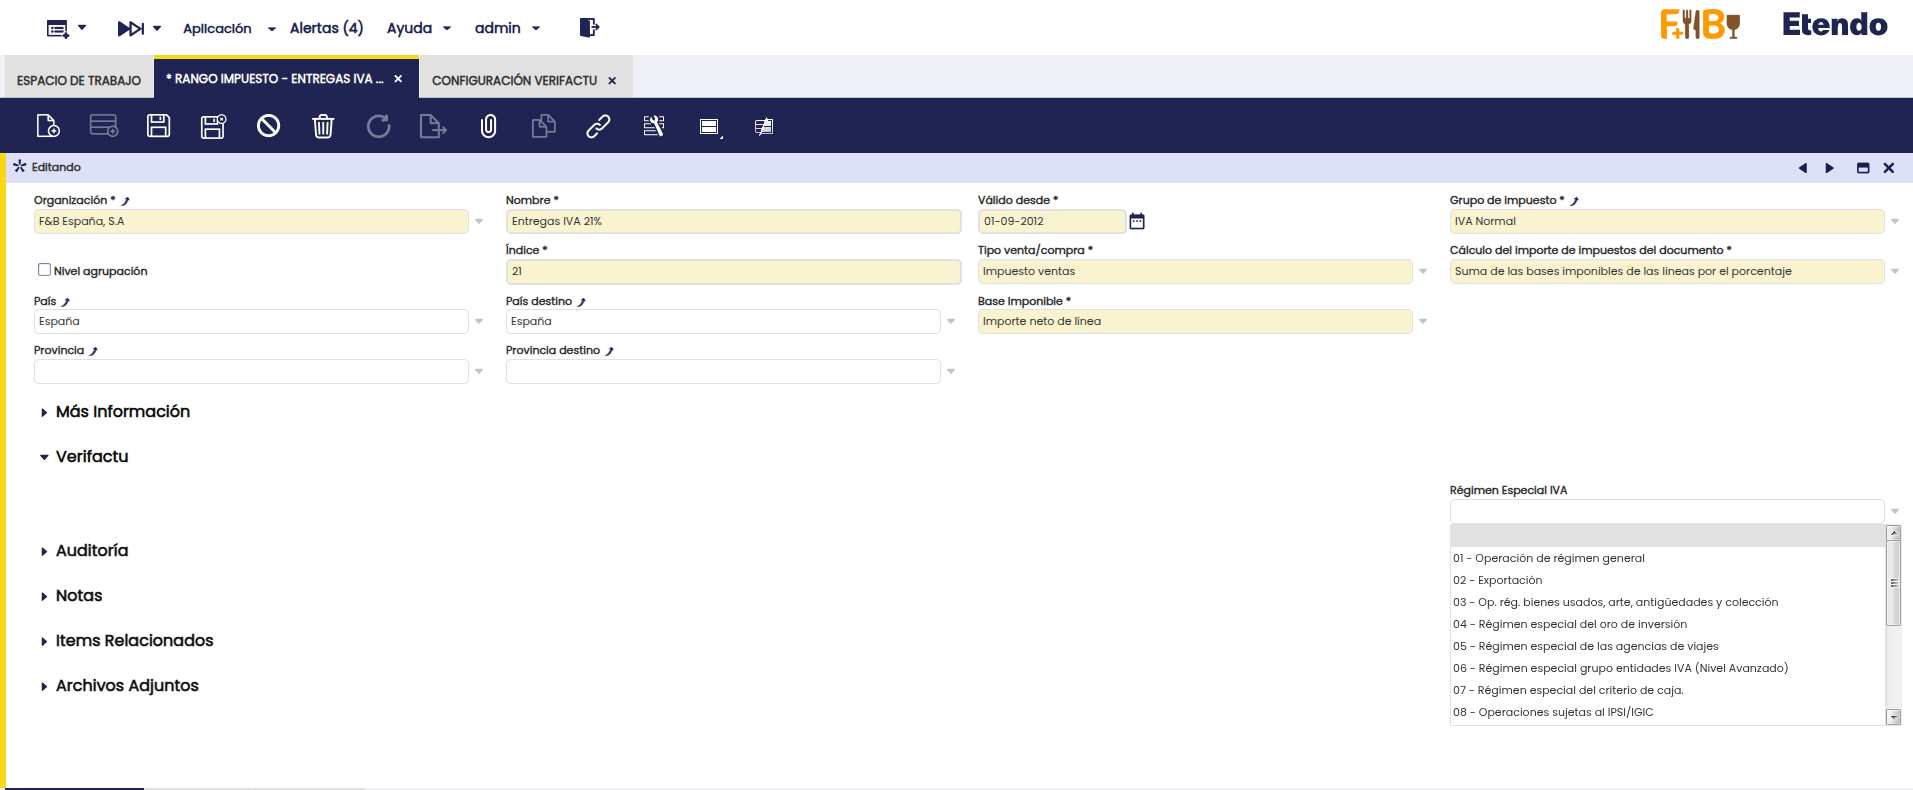 Aplicación
Alertas (4)
Ayuda
admin
F+B
Etendo
ESPACIO DE TRABAJO
* RANGO IMPUESTO - ENTREGAS IVA ...
CONFIGURACIÓN VERIFACTU
Editando
Organización *
Nombre *
Válido desde *
Grupo de impuesto *
F&B España, S.A
Entregas IVA 21%
01-09-2012
IVA Normal
Índice *
Tipo venta/compra *
Cálculo del importe de impuestos del documento *
Nivel agrupación
21
Impuesto ventas
Suma de las bases imponibles de las lineas por el porcentaje
País
País destino
Base Imponible *
España
España
Importe neto de línea
Provincia
Provincia destino
Más Información
Verifactu
Régimen Especial IVA
01 - Operación de régimen general
02 - Exportación
03 - Op. rég. bienes usados, arte, antigüedades y colección
04 - Régimen especial del oro de inversión
05 - Régimen especial de las agencias de viajes
06 - Régimen especial grupo entidades IVA (Nivel Avanzado)
07 - Régimen especial del criterio de caja.
08 - Operaciones sujetas al IPSI/IGIC
Auditoría
Notas
Items Relacionados
Archivos Adjuntos